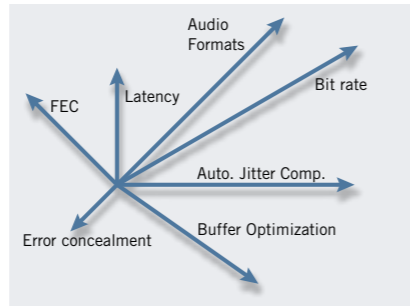 Audio
Formats
Bit rate
FEC
Latency
Auto. Jitter Comp.
Buffer Optimization
Error concealment